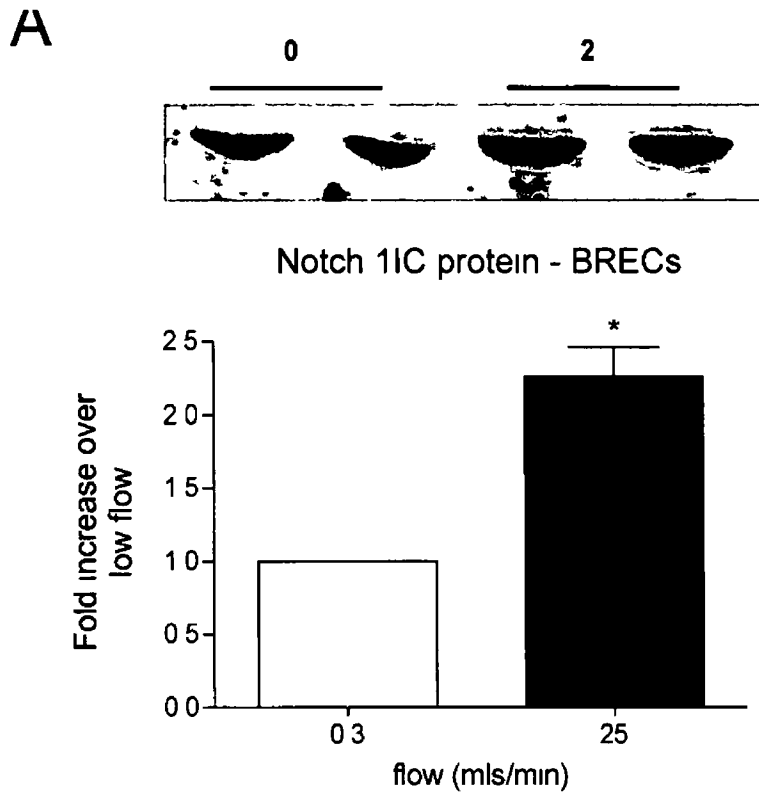 A
0 2
Notch 1IC protein - BRECs
*
Fold increase over
low flow
2 5
2 0
1 5
1 0
0 5
0 0
0 3 25
flow (mls/min)